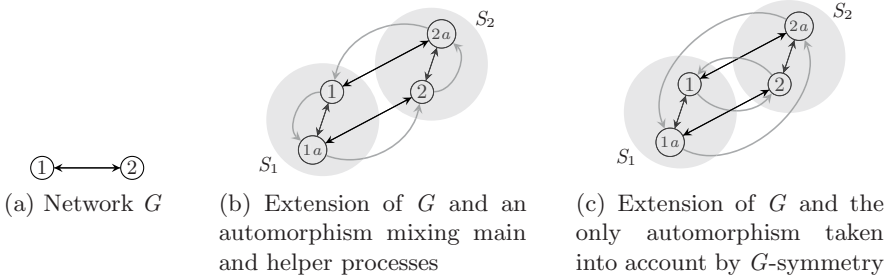 S₂
2a
1
2
1a
S₁
S₂
2a
1
2
1a
S₁
1
2
(a) Network G
(b) Extension of G and an
automorphism mixing main
and helper processes
(c) Extension of G and the
only automorphism taken
into account by G-symmetry